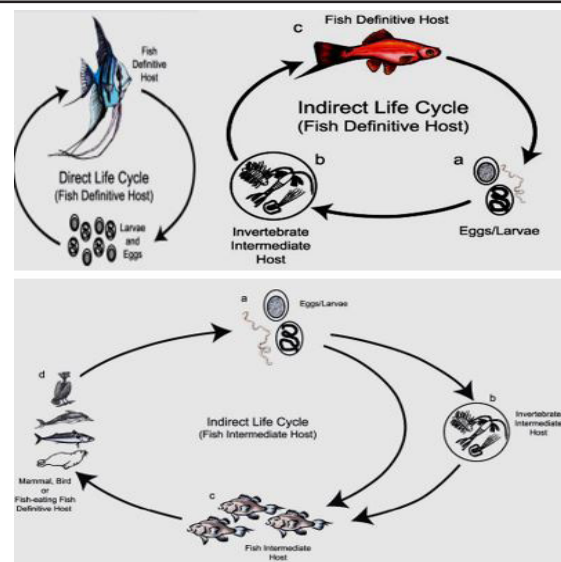 Fish
Definitive
Host
Direct Life Cycle
(Fish Definitive Host)
Larvae
and
Eggs
c
Fish Definitive Host
Indirect Life Cycle
(Fish Definitive Host)
b
a
Invertebrate
Intermediate
Host
Eggs/Larvae
a
Eggs/Larvae
d
b
Indirect Life Cycle
(Fish Intermediate Host)
Invertebrate
Intermediate
Host
Mammal, Bird
or
Fish-eating Fish
Definitive Host
c
Fish Intermediate
Host